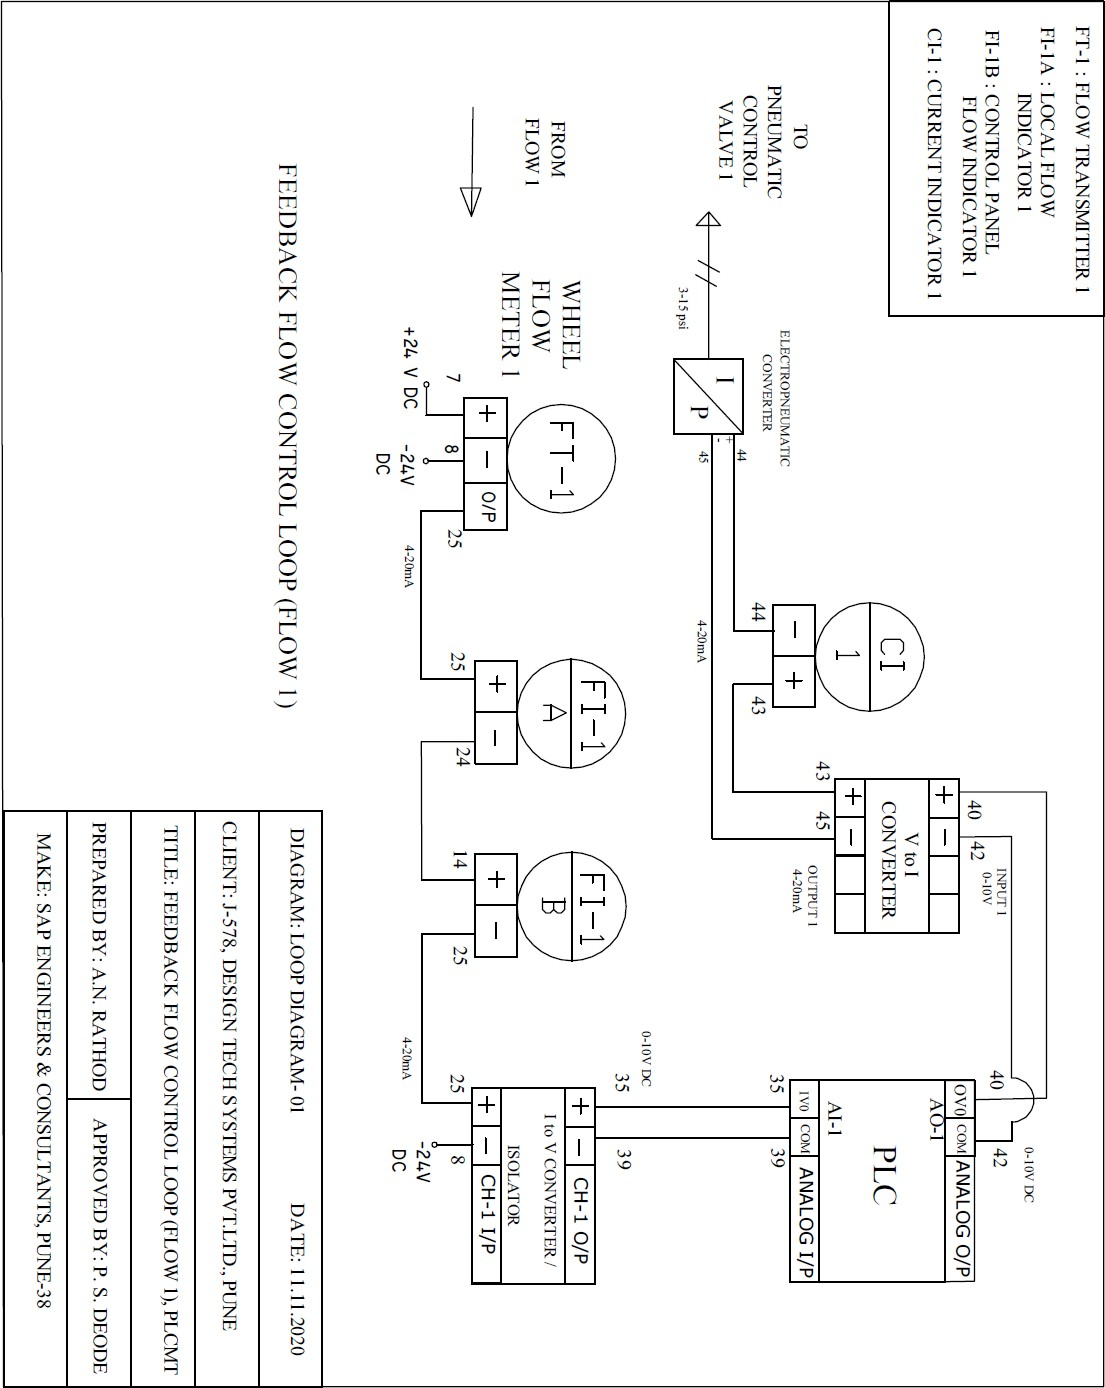 FT-1 : FLOW TRANSMITTER 1
FI-1A : LOCAL FLOW
INDICATOR 1
FI-1B : CONTROL PANEL
FLOW INDICATOR 1
CI-1 : CURRENT INDICATOR 1
TO
PNEUMATIC
CONTROL
VALVE 1
3-15 psi
ELECTROPNEUMATIC
CONVERTER
I
P
+
-
44
45
4-20mA
CI
1
- +
44
43
43
45
+ -
V to I
CONVERTER
+ -
40
42
INPUT 1
0-10V
OUTPUT 1
4-20mA
40
42
0-10V DC
OV0 COM ANALOG O/P
AO-1
PLC
AI-1
IV0 COM ANALOG I/P
35
39
0-10V DC
35
39
+ - CH-1 O/P
I to V CONVERTER /
ISOLATOR
+ - CH-1 I/P
25
8
-24V
DC
4-20mA
FROM
FLOW 1
WHEEL
FLOW
METER 1
FT-1
+ - O/P
7
8
25
+24 V DC
-24V
DC
4-20mA
FI-1
A
+ -
25
24
FI-1
B
+ -
14
25
FEEDBACK FLOW CONTROL LOOP (FLOW 1)
DIAGRAM: LOOP DIAGRAM- 01 DATE: 11.11.2020
CLIENT: J-578, DESIGN TECH SYSTEMS PVT.LTD., PUNE
TITLE: FEEDBACK FLOW CONTROL LOOP (FLOW 1), PLCMT
PREPARED BY: A.N. RATHOD APPROVED BY: P. S. DEODE
MAKE: SAP ENGINEERS & CONSULTANTS, PUNE-38